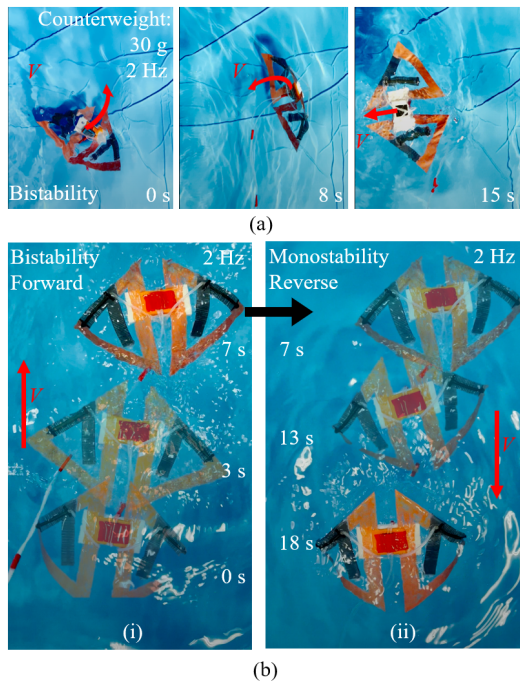 Counterweight:
30 g
2 Hz
V
Bistability
0 s
V
8 s
V
15 s
(a)
Bistability
Forward
2 Hz
7 s
V
3 s
0 s
(i)
Monostability
Reverse
2 Hz
7 s
13 s
V
18 s
(ii)
(b)